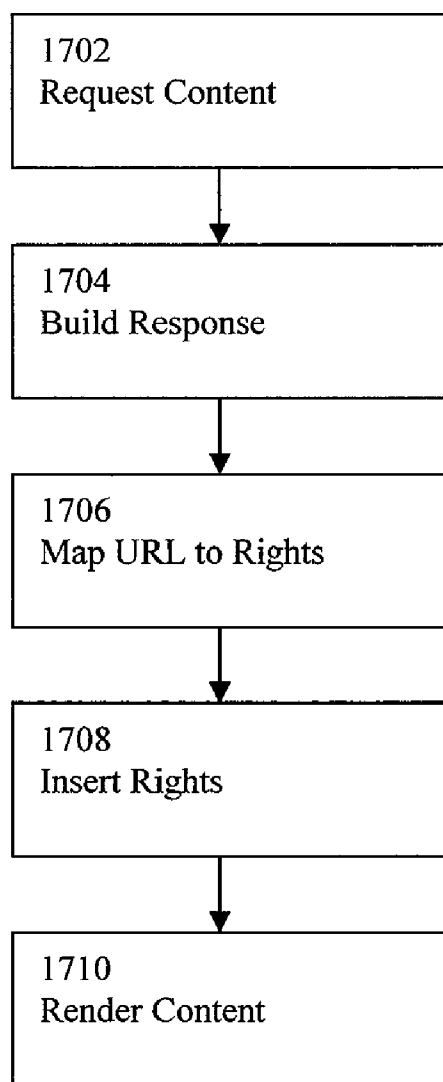 1702
Request Content
1704
Build Response
1706
Map URL to Rights
1708
Insert Rights
1710
Render Content